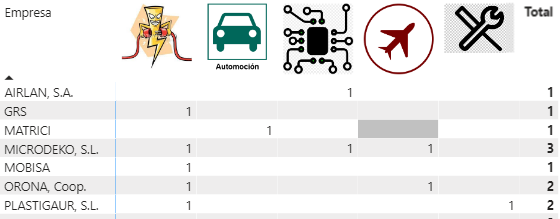 Empresa Total
Automoción
AIRLAN, S.A. 1 1
GRS 1 1
MATRICI 1 1
MICRODEKO, S.L. 1 1 1 3
MOBISA 1 1
ORONA, Coop. 1 1 2
PLASTIGAUR, S.L. 1 1 2